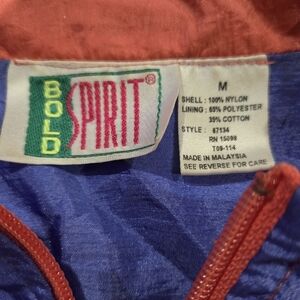 BOLD
SPIRIT®
M
SHELL : 100% NYLON
LINING : 65% POLYESTER
35% COTTON
STYLE : 67134
RN 15099
T09-114
MADE IN MALAYSIA
SEE REVERSE FOR CARE